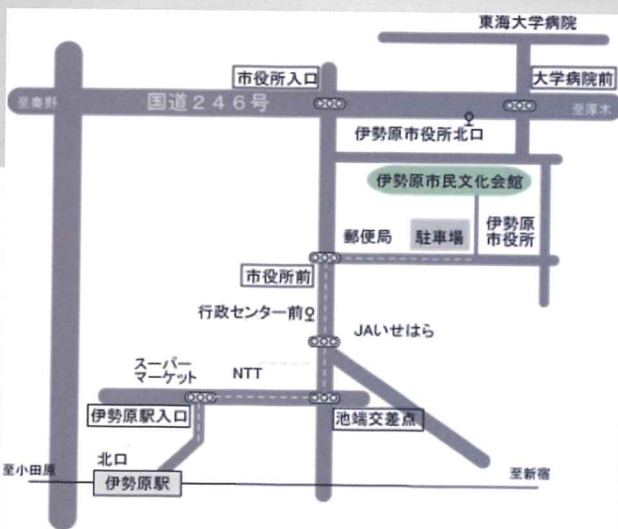 東海大学病院
市役所入口
大学病院前
至秦野
国道246号
至厚木
伊勢原市役所北口
伊勢原市民文化会館
郵便局
駐車場
伊勢原
市役所
市役所前
行政センター前
JAいせはら
スーパー
マーケット
NTT
伊勢原駅入口
池端交差点
北口
至小田原
伊勢原駅
至新宿